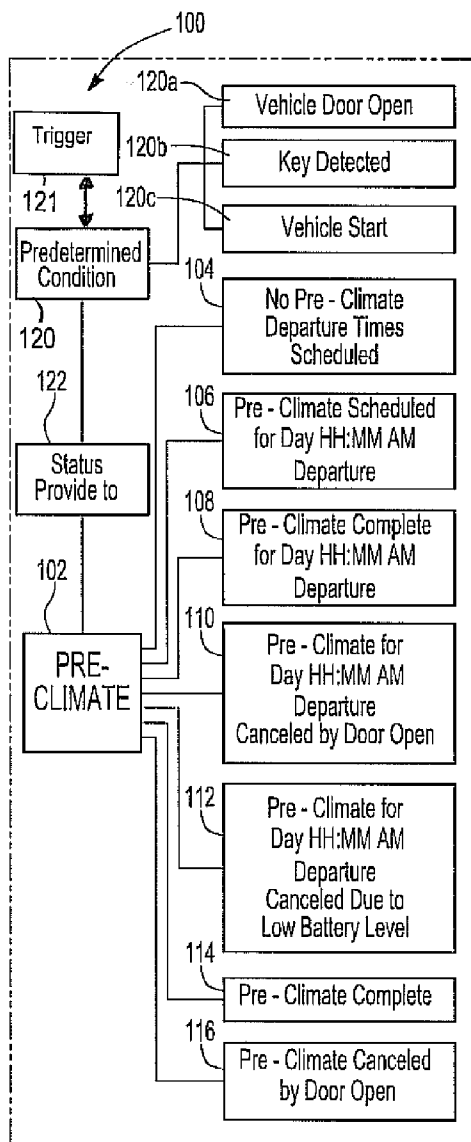 100
120a
Vehicle Door Open
Trigger
120b
Key Detected
121
120c
Vehicle Start
Predetermined
Condition
120
104
No Pre - Climate
Departure Times
Scheduled
122
Status
Provide to
106
Pre - Climate Scheduled
for Day HH:MM AM
Departure
108
Pre - Climate Complete
for Day HH:MM AM
Departure
102
PRE-
CLIMATE
110
Pre - Climate for
Day HH:MM AM
Departure
Canceled by Door Open
112
Pre - Climate for
Day HH:MM AM
Departure
Canceled Due to
Low Battery Level
114
Pre - Climate Complete
116
Pre - Climate Canceled
by Door Open